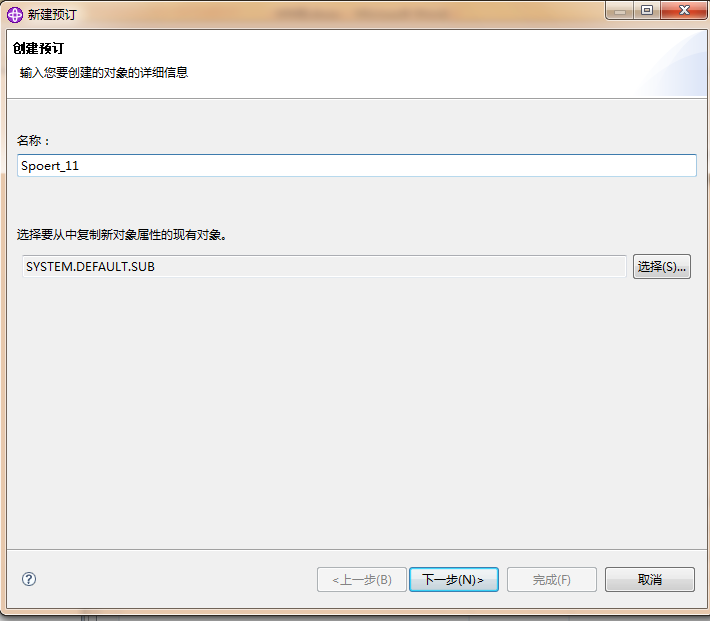 新建预订
创建预订
输入您要创建的对象的详细信息
名称：
Spoert_11
选择要从中复制新对象属性的现有对象。
SYSTEM.DEFAULT.SUB
选择(S)...
<上一步(B)
下一步(N)>
完成(F)
取消